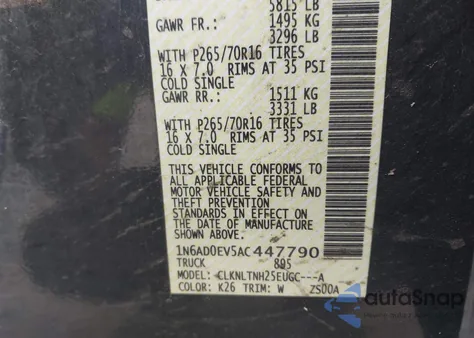 5815 LB
GAWR FR.: 1495 KG
3296 LB
WITH P265/70R16 TIRES
16 X 7.0 RIMS AT 35 PSI
COLD SINGLE
GAWR RR.: 1511 KG
3331 LB
WITH P265/70R16 TIRES
16 X 7.0 RIMS AT 35 PSI
COLD SINGLE
THIS VEHICLE CONFORMS TO
ALL APPLICABLE FEDERAL
MOTOR VEHICLE SAFETY AND
THEFT PREVENTION
STANDARDS IN EFFECT ON
THE DATE OF MANUFACTURE
SHOWN ABOVE.
1N6AD0EV5AC447790
TRUCK 805
MODEL: CLKNLTNH25EUGC---A
COLOR: K26 TRIM: W ZS00A
autoSnap